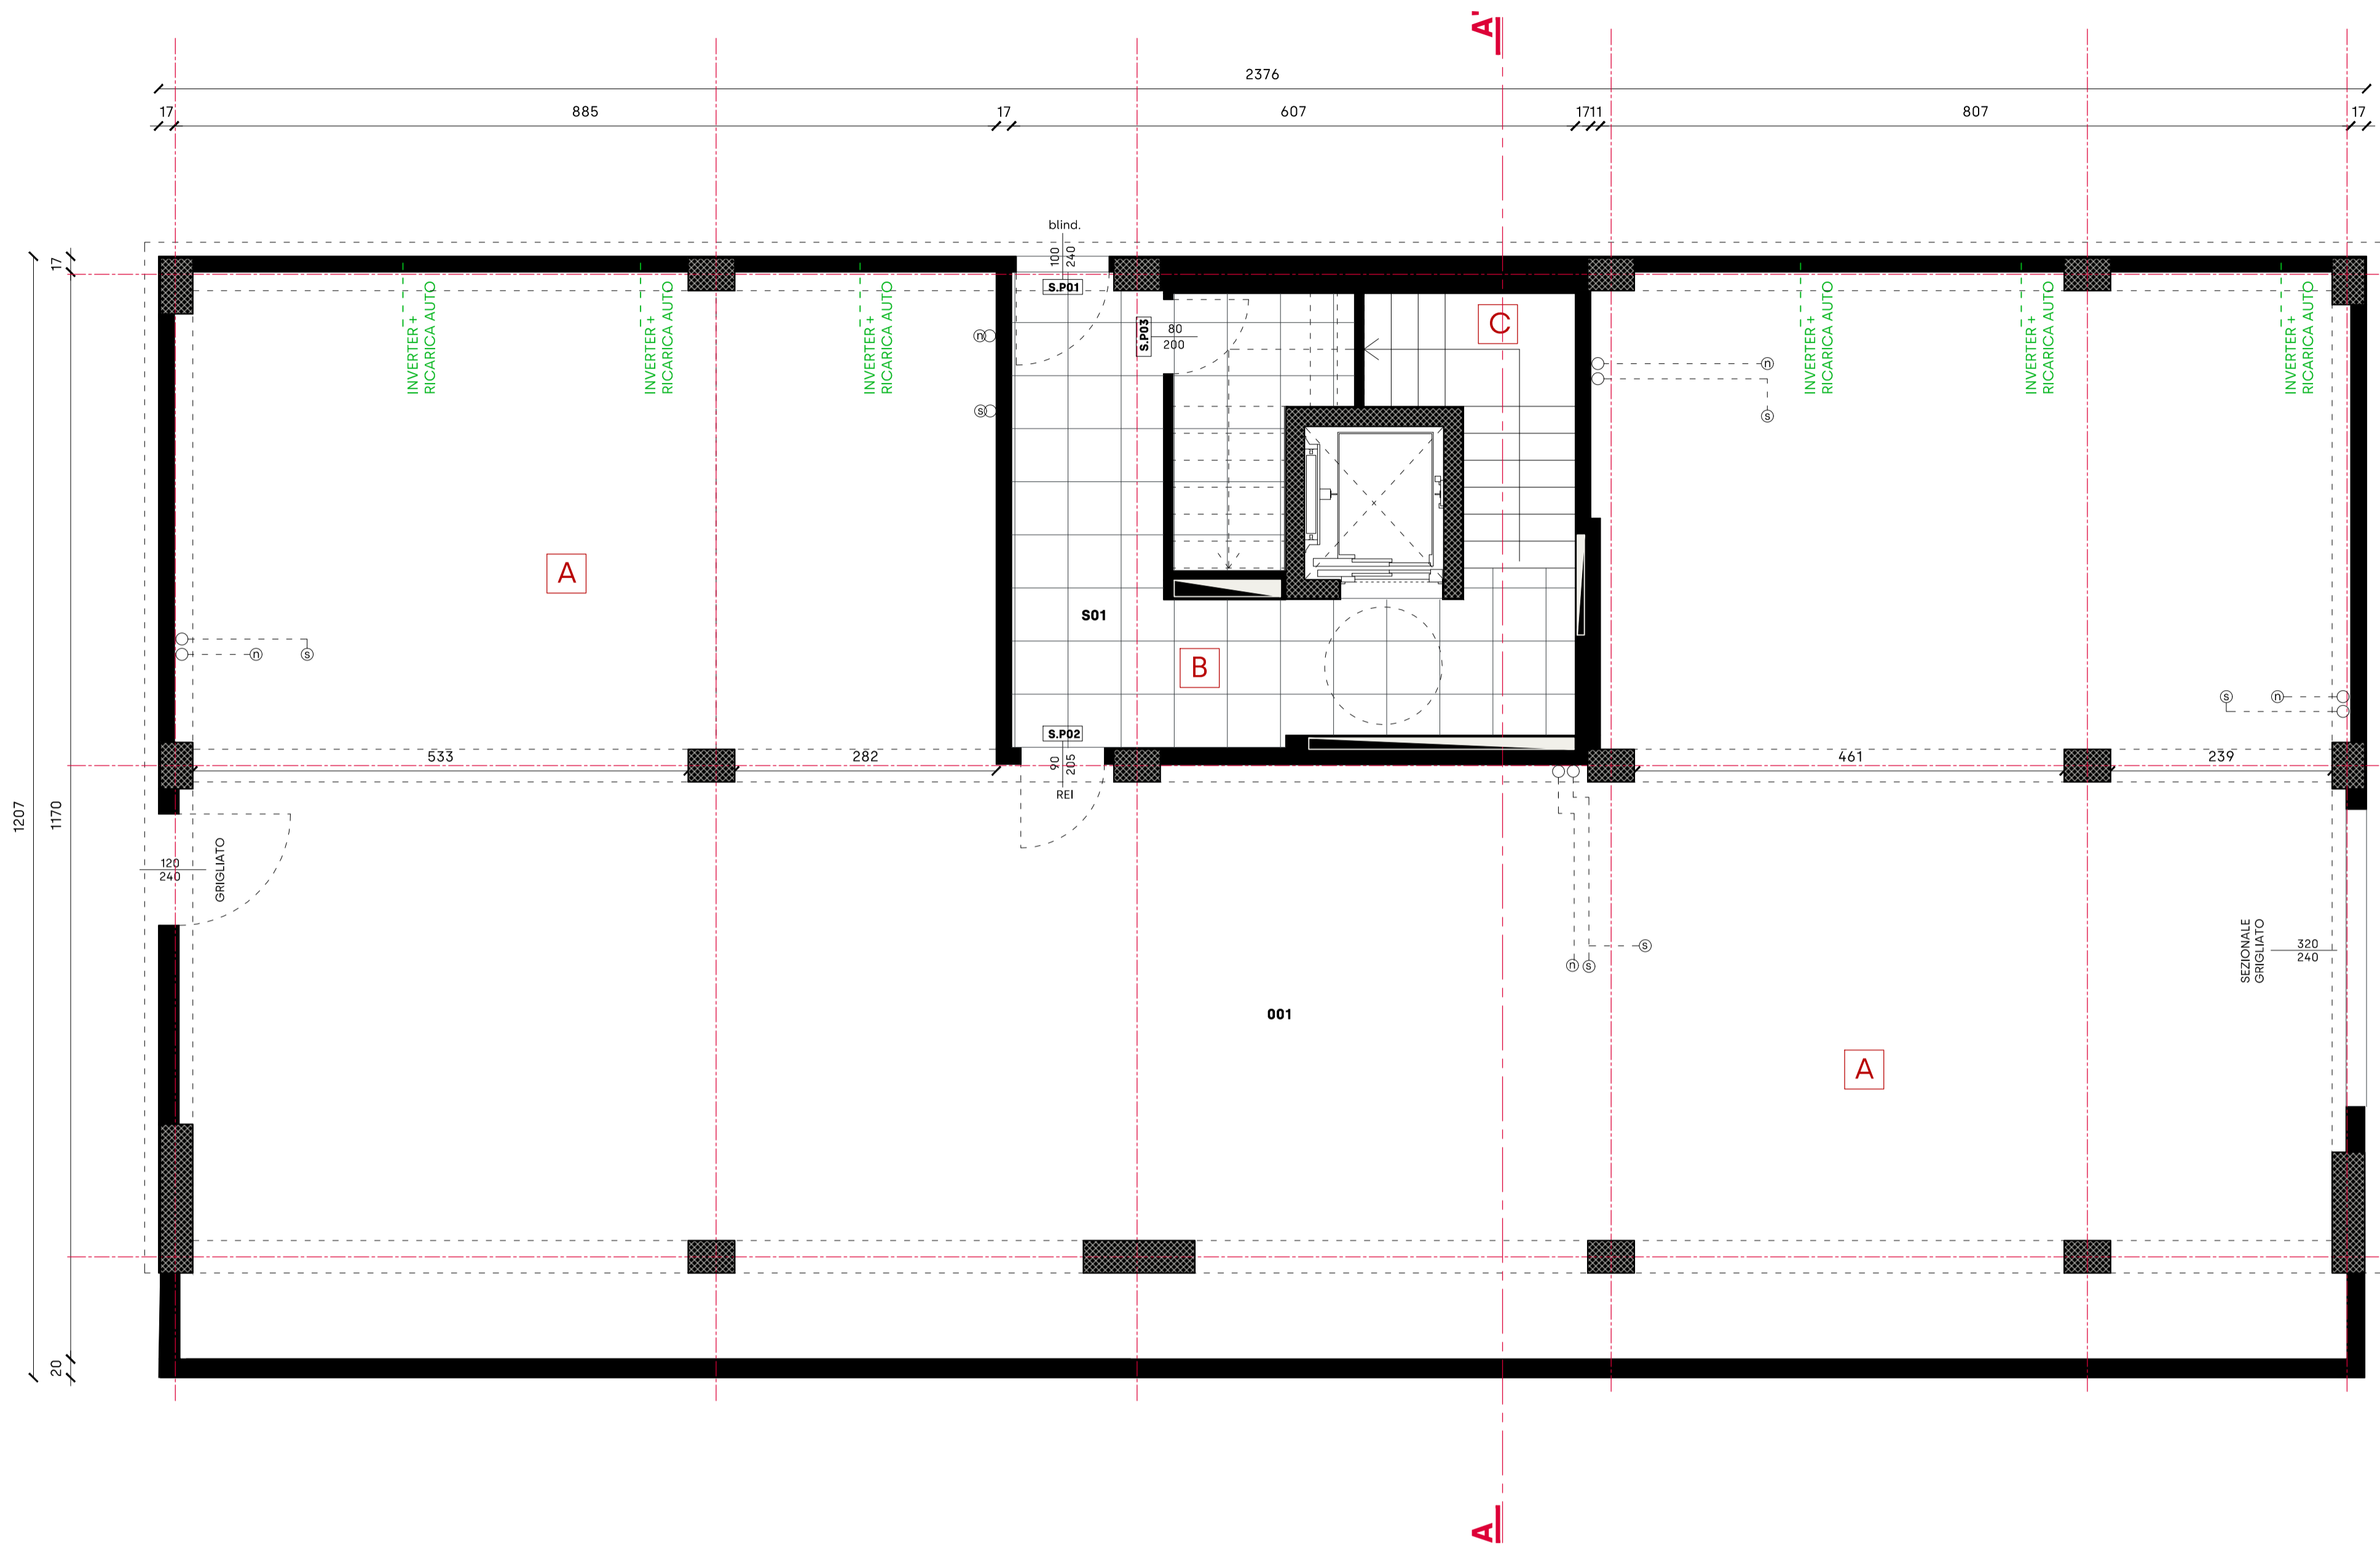 A'
2376
17
885
17
607
17
11
807
17
blind.
100
240
S.P01
17
INVERTER +
RICARICA AUTO
INVERTER +
RICARICA AUTO
INVERTER +
RICARICA AUTO
n
s
S.P03
80
200
C
n
s
INVERTER +
RICARICA AUTO
INVERTER +
RICARICA AUTO
INVERTER +
RICARICA AUTO
A
S01
n
s
B
s
n
S.P02
533
282
90
205
REI
461
239
1207
1170
120
240
GRIGLIATO
s
n
s
SEZIONALE
GRIGLIATO
320
240
001
A
20
A